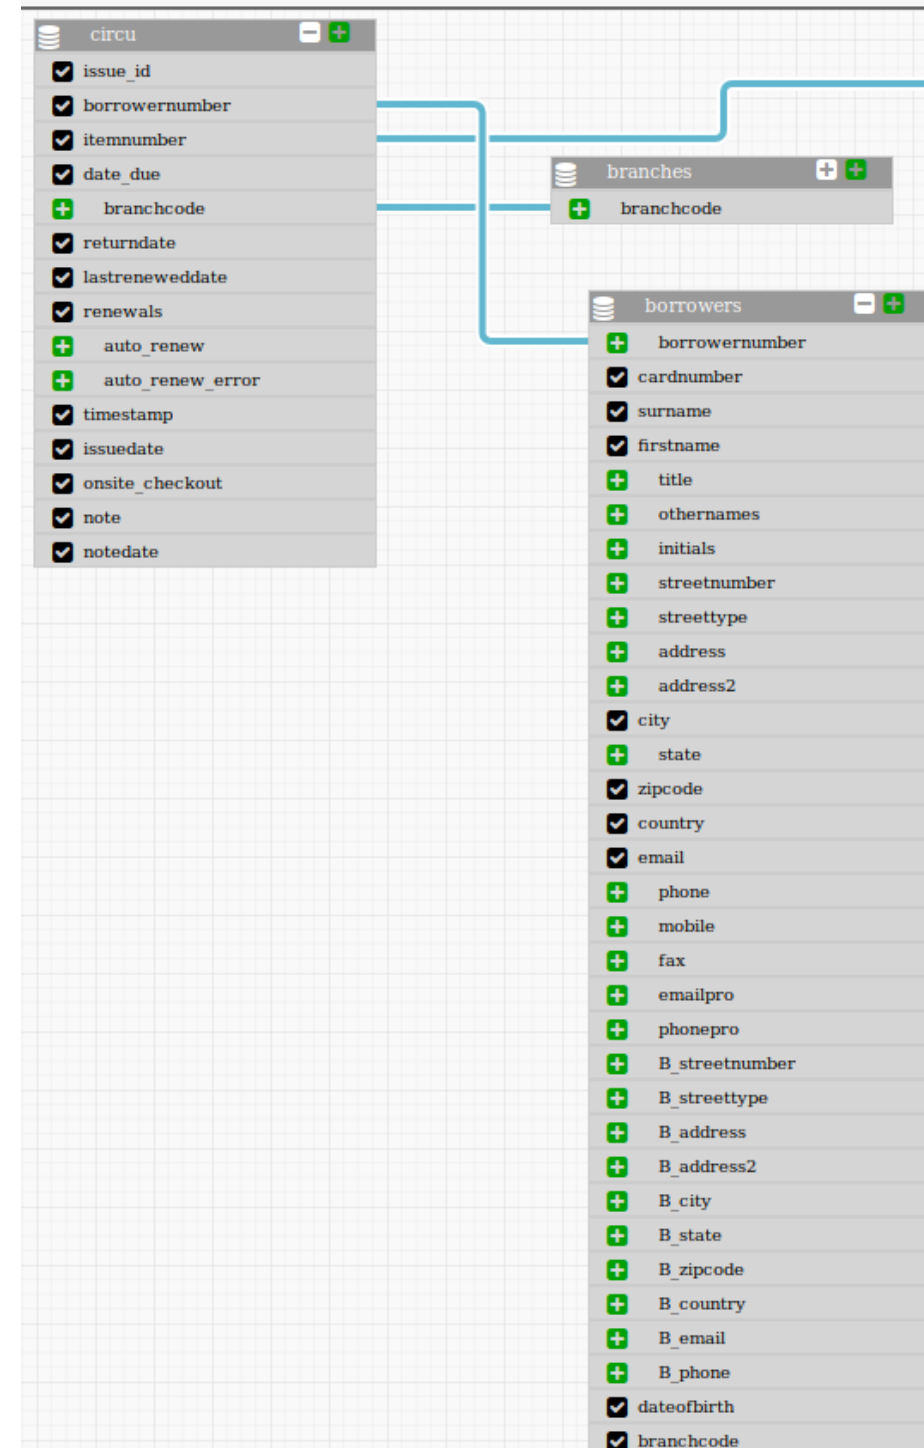 circu
issue_id
borrowernumber
itemnumber
date_due
branchcode
returndate
lastreneweddate
renewals
auto_renew
auto_renew_error
timestamp
issuedate
onsite_checkout
note
notedate
branches
branchcode
borrowers
borrowernumber
cardnumber
surname
firstname
title
othernames
initials
streetnumber
streettype
address
address2
city
state
zipcode
country
email
phone
mobile
fax
emailpro
phonepro
B_streetnumber
B_streettype
B_address
B_address2
B_city
B_state
B_zipcode
B_country
B_email
B_phone
dateofbirth
branchcode